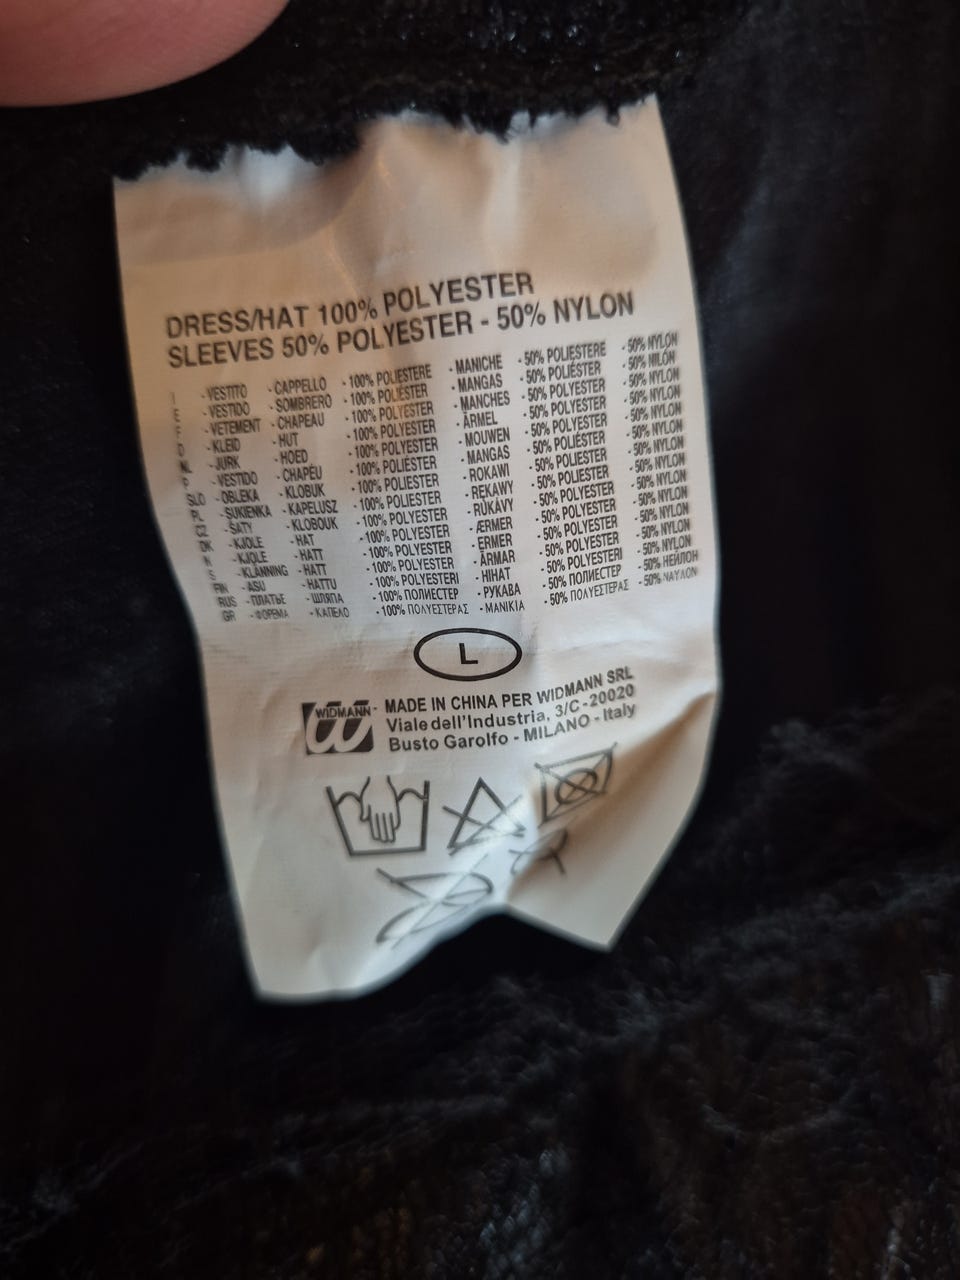 DRESS/HAT 100% POLYESTER
SLEEVES 50% POLYESTER - 50% NYLON
I - VESTITO - CAPPELLO - 100% POLIESTERE - MANICHE - 50% POLIESTERE - 50% NYLON
E - VESTIDO - SOMBRERO - 100% POLIÉSTER - MANGAS - 50% POLIÉSTER - 50% NILÓN
F - VETEMENT - CHAPEAU - 100% POLYESTER - MANCHES - 50% POLYESTER - 50% NYLON
D - KLEID - HUT - 100% POLYESTER - ÄRMEL - 50% POLYESTER - 50% NYLON
NL - JURK - HOED - 100% POLYESTER - MOUWEN - 50% POLYESTER - 50% NYLON
P - VESTIDO - CHAPÉU - 100% POLIÉSTER - MANGAS - 50% POLIÉSTER - 50% NYLON
SLO - OBLEKA - KLOBUK - 100% POLIESTER - ROKAWI - 50% POLIESTER - 50% NYLON
PL - SUKIENKA - KAPELUSZ - 100% POLIESTER - REKAWY - 50% POLIESTER - 50% NYLON
CZ - ŠATY - KLOBOUK - 100% POLYESTER - RUKÁVY - 50% POLYESTER - 50% NYLON
DK - KJOLE - HAT - 100% POLYESTER - ÆRMER - 50% POLYESTER - 50% NYLON
N - KJOLE - HATT - 100% POLYESTER - ERMER - 50% POLYESTER - 50% NYLON
S - KLÄNNING - HATT - 100% POLYESTER - ÄRMAR - 50% POLYESTER - 50% NYLON
FIN - ASU - HATTU - 100% POLYESTERI - HIHAT - 50% POLYESTERI - 50% NYLON
RUS - ПЛАТЬЕ - ШЛЯПА - 100% ПОЛИЕСТЕР - РУКАВА - 50% ПОЛИЕСТЕР - 50% НЕЙЛОН
GR - ΦΟΡΕΜΑ - ΚΑΠΕΛΟ - 100% ΠΟΛΥΕΣΤΕΡΑΣ - ΜΑΝΙΚΙΑ - 50% ΠΟΛΥΕΣΤΕΡΑΣ - 50% ΝΑΥΛΟΝ
L
WIDMANN - MADE IN CHINA PER WIDMANN SRL
Viale dell'Industria, 3/C - 20020
Busto Garolfo - MILANO - Italy